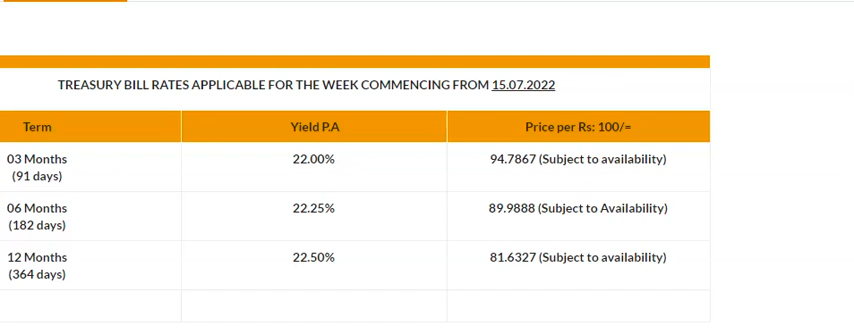 TREASURY BILL RATES APPLICABLE FOR THE WEEK COMMENCING FROM 15.07.2022
Term Yield P.A Price per Rs: 100/=
03 Months 22.00% 94.7867 (Subject to availability)
(91 days)
06 Months 22.25% 89.9888 (Subject to Availability)
(182 days)
12 Months 22.50% 81.6327 (Subject to availability)
(364 days)